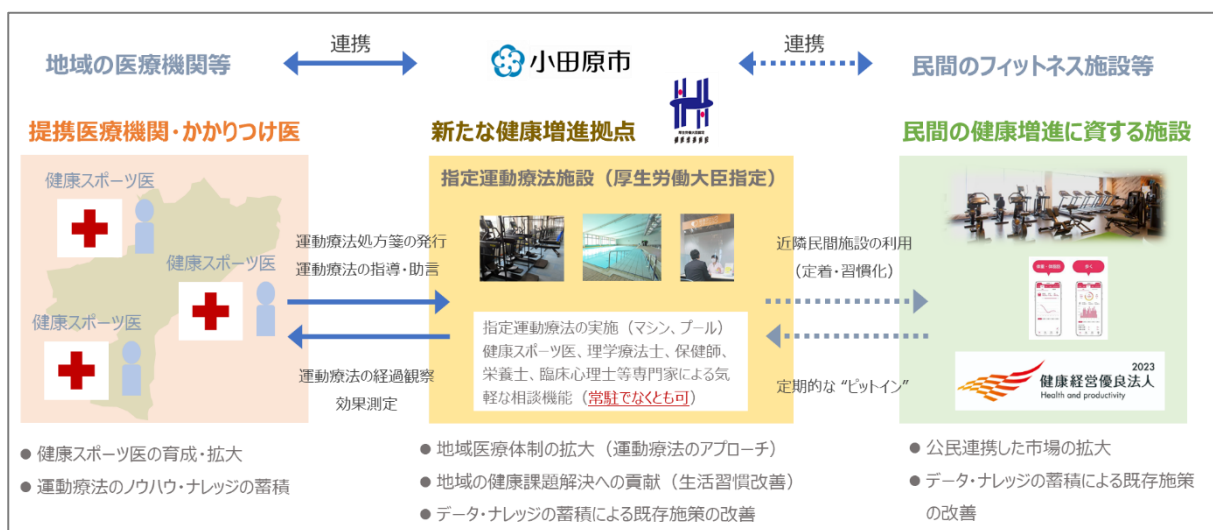 地域の医療機関等
連携
小田原市
連携
民間のフィットネス施設等
提携医療機関・かかりつけ医
新たな健康増進拠点
民間の健康増進に資する施設
健康スポーツ医
健康スポーツ医
健康スポーツ医
運動療法処方箋の発行
運動療法の指導・助言
運動療法の経過観察
効果測定
指定運動療法施設（厚生労働大臣指定）
指定運動療法の実施（マシン、プール）
健康スポーツ医、理学療法士、保健師、
栄養士、臨床心理士等専門家による気
軽な相談機能（常駐でなくとも可）
近隣民間施設の利用
（定着・習慣化）
定期的な “ピットイン”
2023
健康経営優良法人
Health and productivity
● 健康スポーツ医の育成・拡大
● 運動療法のノウハウ・ナレッジの蓄積
● 地域医療体制の拡大（運動療法のアプローチ）
● 地域の健康課題解決への貢献（生活習慣改善）
● データ・ナレッジの蓄積による既存施策の改善
● 公民連携した市場の拡大
● データ・ナレッジの蓄積による既存施策
の改善